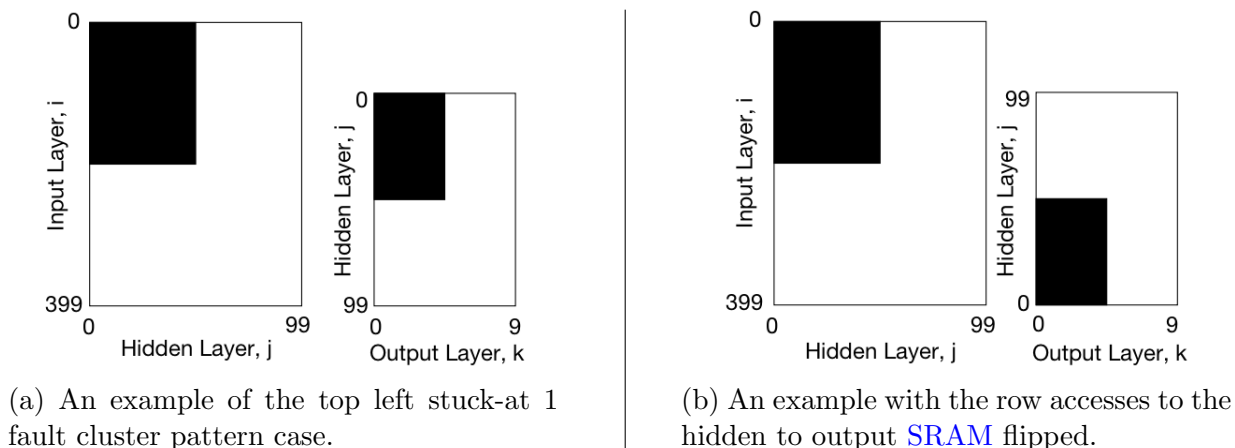 0
Input Layer, i
399
0
99
Hidden Layer, j
0
Hidden Layer, j
99
0
9
Output Layer, k
(a) An example of the top left stuck-at 1
fault cluster pattern case.
0
Input Layer, i
399
0
99
Hidden Layer, j
99
Hidden Layer, j
0
0
9
Output Layer, k
(b) An example with the row accesses to the
hidden to output SRAM flipped.